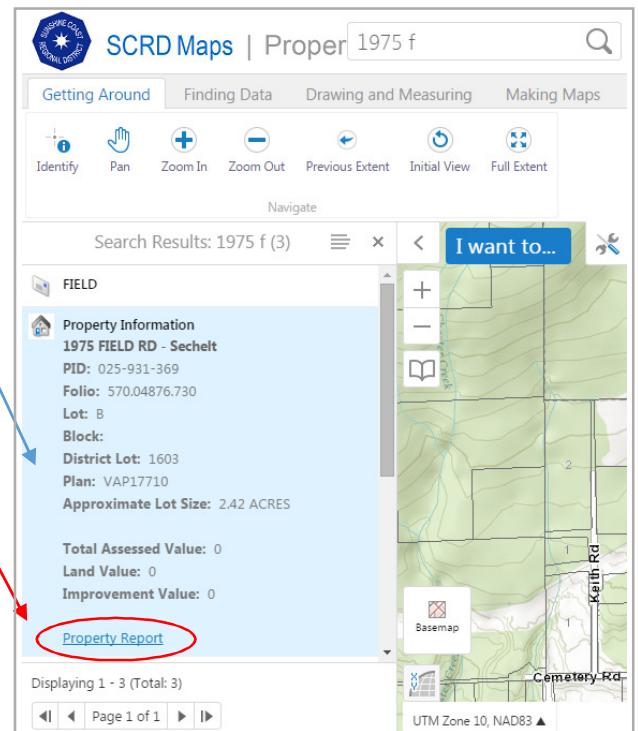 SUNSHINE COAST
REGIONAL DISTRICT
SCRD Maps | Proper 1975 f
Getting Around Finding Data Drawing and Measuring Making Maps
Identify Pan Zoom In Zoom Out Previous Extent Initial View Full Extent
Navigate
Search Results: 1975 f (3)
I want to...
FIELD
Property Information
1975 FIELD RD - Sechelt
PID: 025-931-369
Folio: 570.04876.730
Lot: B
Block:
District Lot: 1603
Plan: VAP17710
Approximate Lot Size: 2.42 ACRES
Total Assessed Value: 0
Land Value: 0
Improvement Value: 0
Property Report
Displaying 1 - 3 (Total: 3)
Page 1 of 1
2
1
Keith Rd
1
Basemap
Cemetery Rd
UTM Zone 10, NAD83 ▲